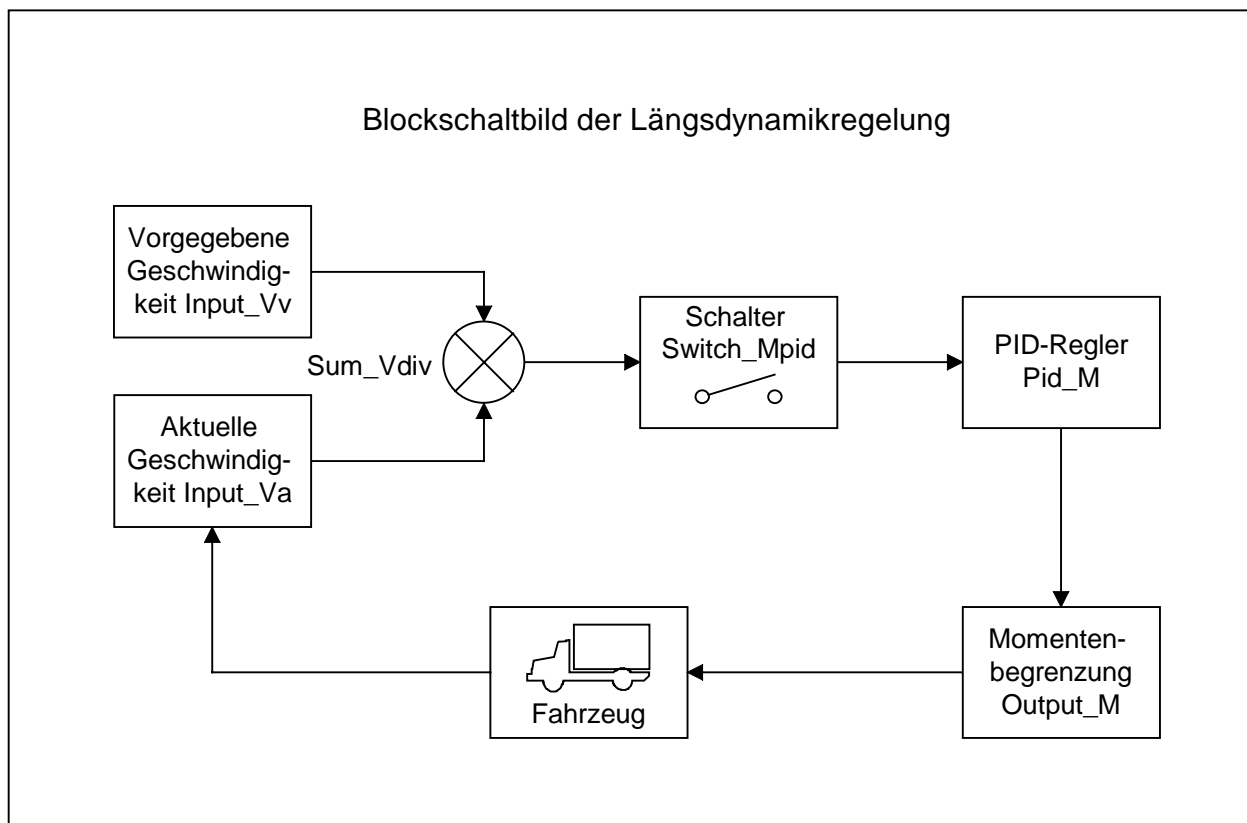 Blockschaltbild der Längsdynamikregelung
Vorgegebene
Geschwindig-
keit Input_Vv
Sum_Vdiv
Schalter
Switch_Mpid
PID-Regler
Pid_M
Aktuelle
Geschwindig-
keit Input_Va
Fahrzeug
Momenten-
begrenzung
Output_M